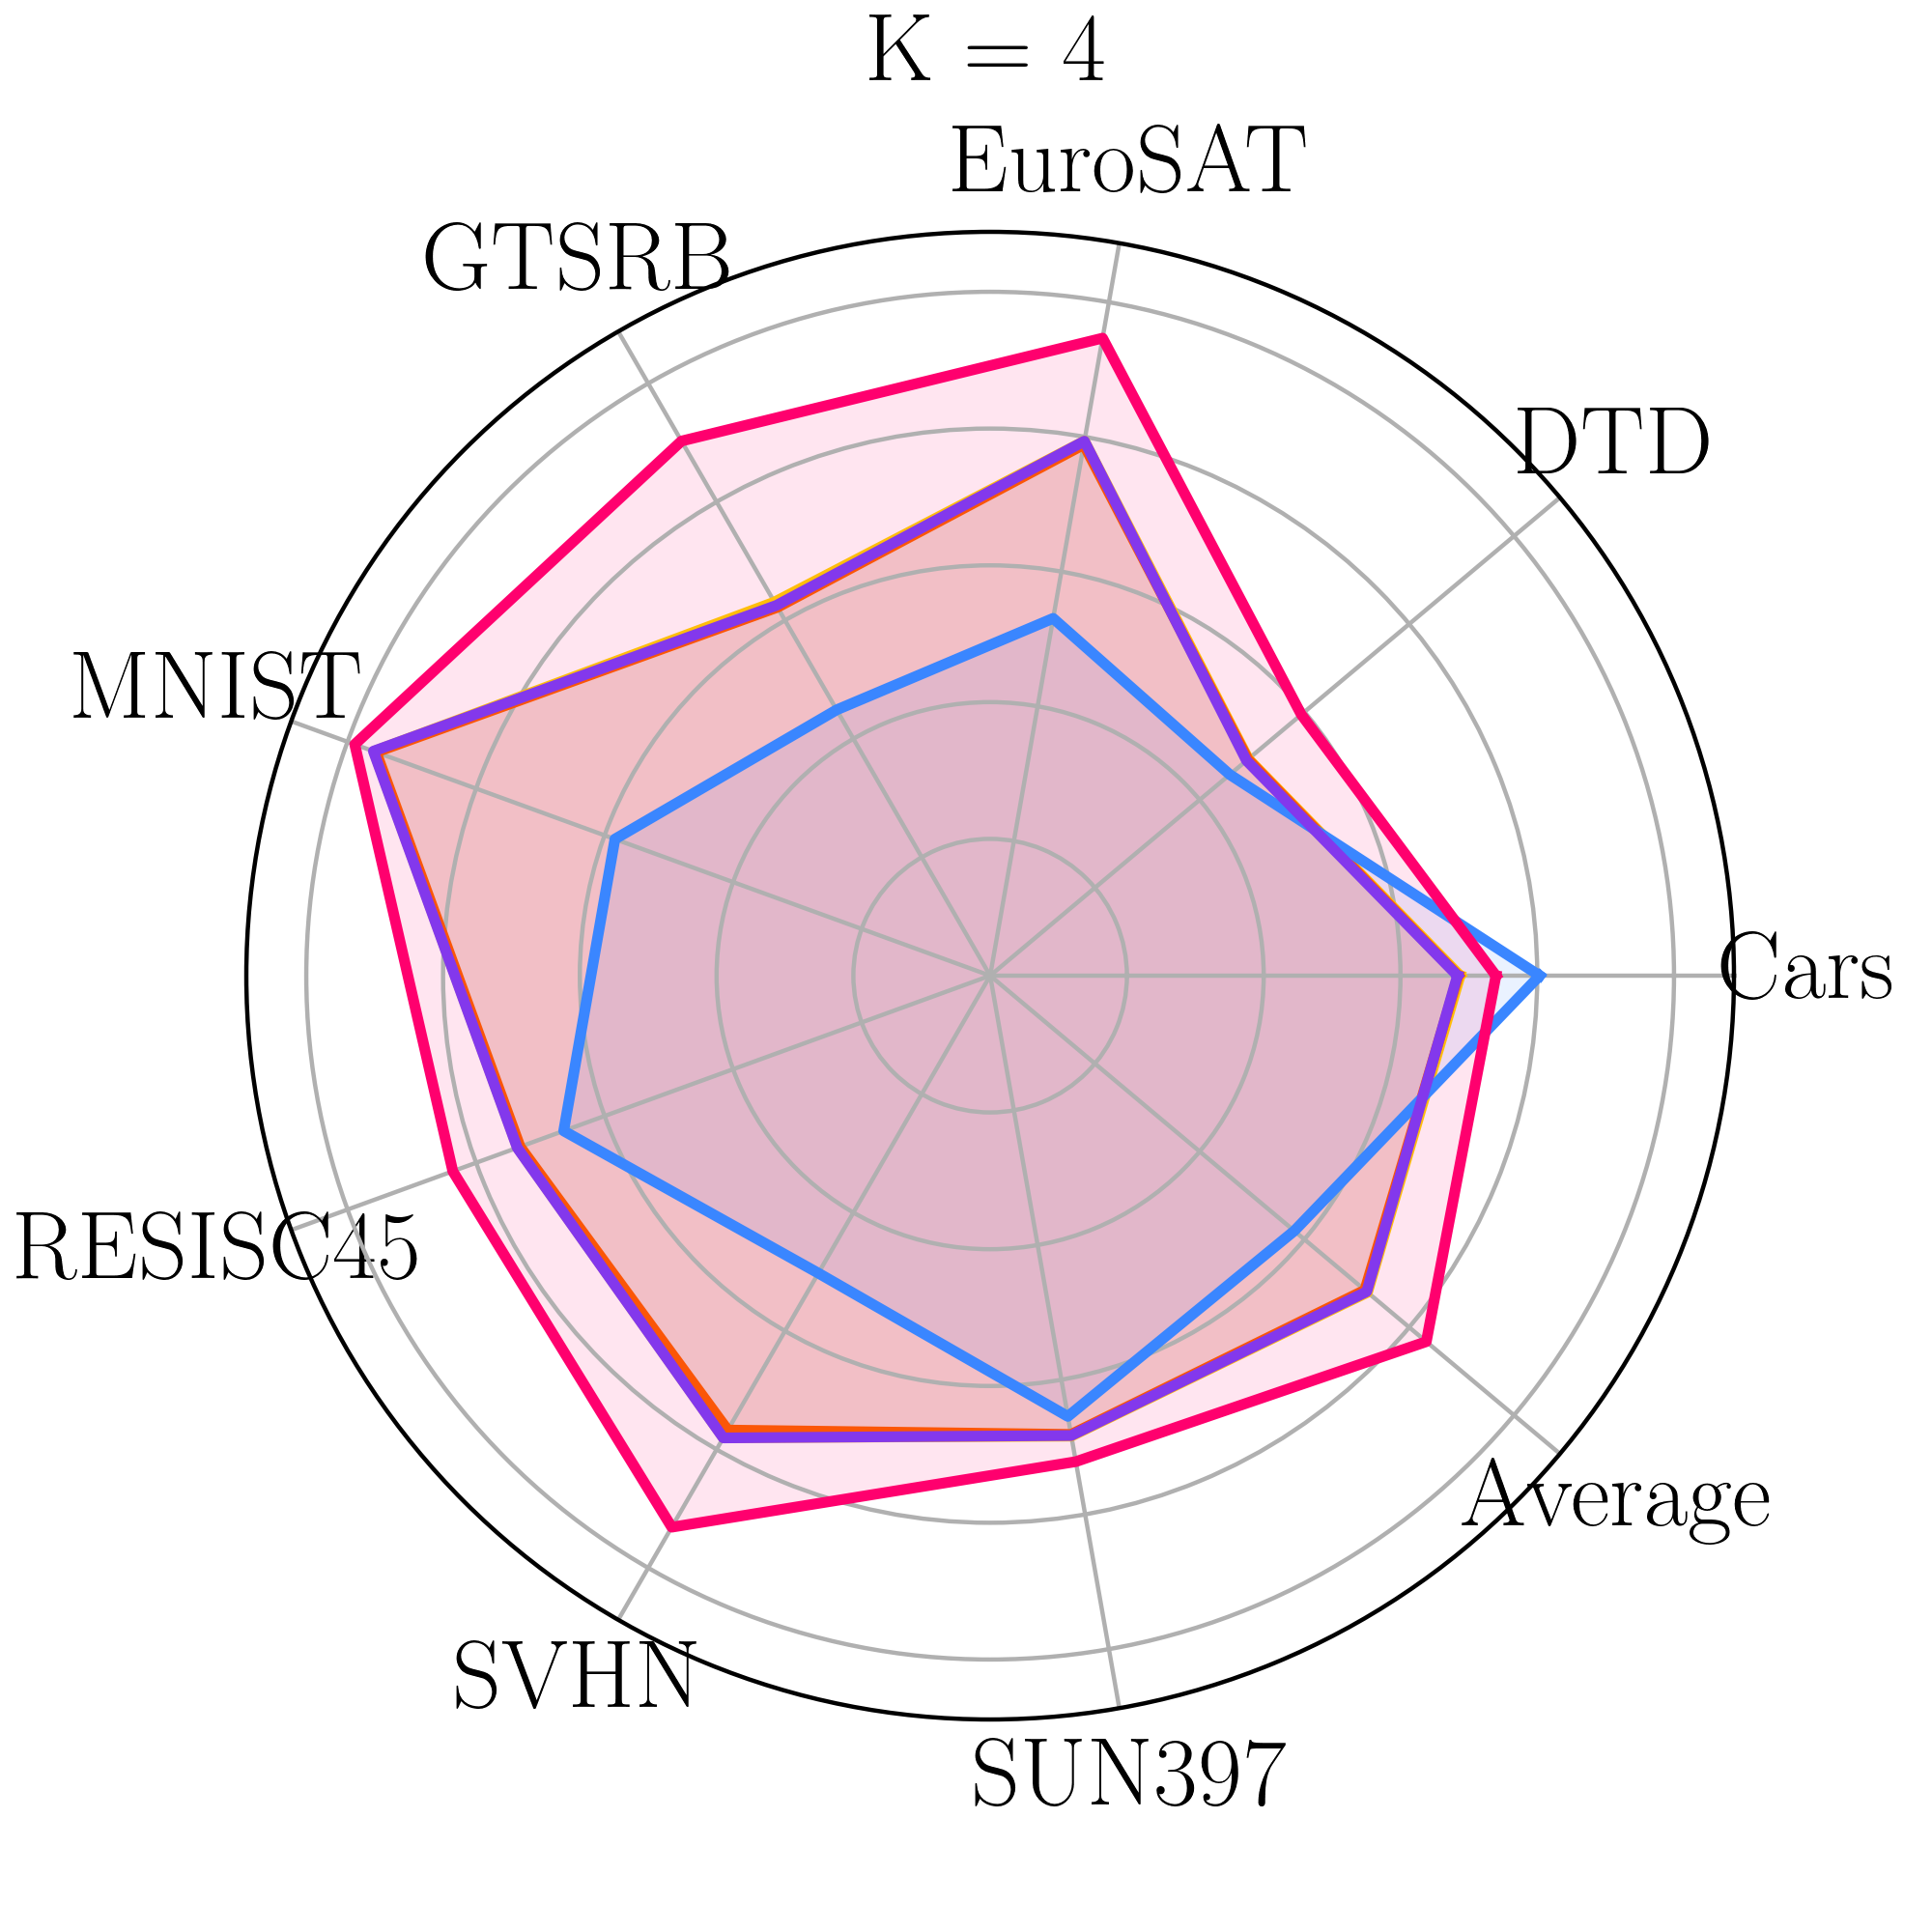 K = 4
EuroSAT
GTSRB
DTD
MNIST
Cars
RESISC45
Average
SVHN
SUN397